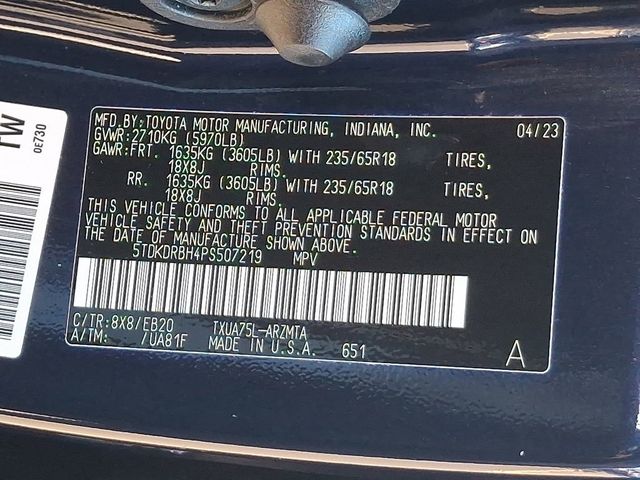 MFD.BY:TOYOTA MOTOR MANUFACTURING, INDIANA, INC. 04/23
GVWR:2710KG (5970LB)
GAWR:FRT. 1635KG (3605LB) WITH 235/65R18 TIRES,
18X8J RIMS.
RR. 1635KG (3605LB) WITH 235/65R18 TIRES,
18X8J RIMS.
THIS VEHICLE CONFORMS TO ALL APPLICABLE FEDERAL MOTOR
VEHICLE SAFETY AND THEFT PREVENTION STANDARDS IN EFFECT ON
THE DATE OF MANUFACTURE SHOWN ABOVE.
5TDKDRBH4PS507219 MPV
C/TR:8X8/EB20 TXUA75L-ARZMTA
A/TM: /UA81F MADE IN U.S.A. 651
A
TW
0E730